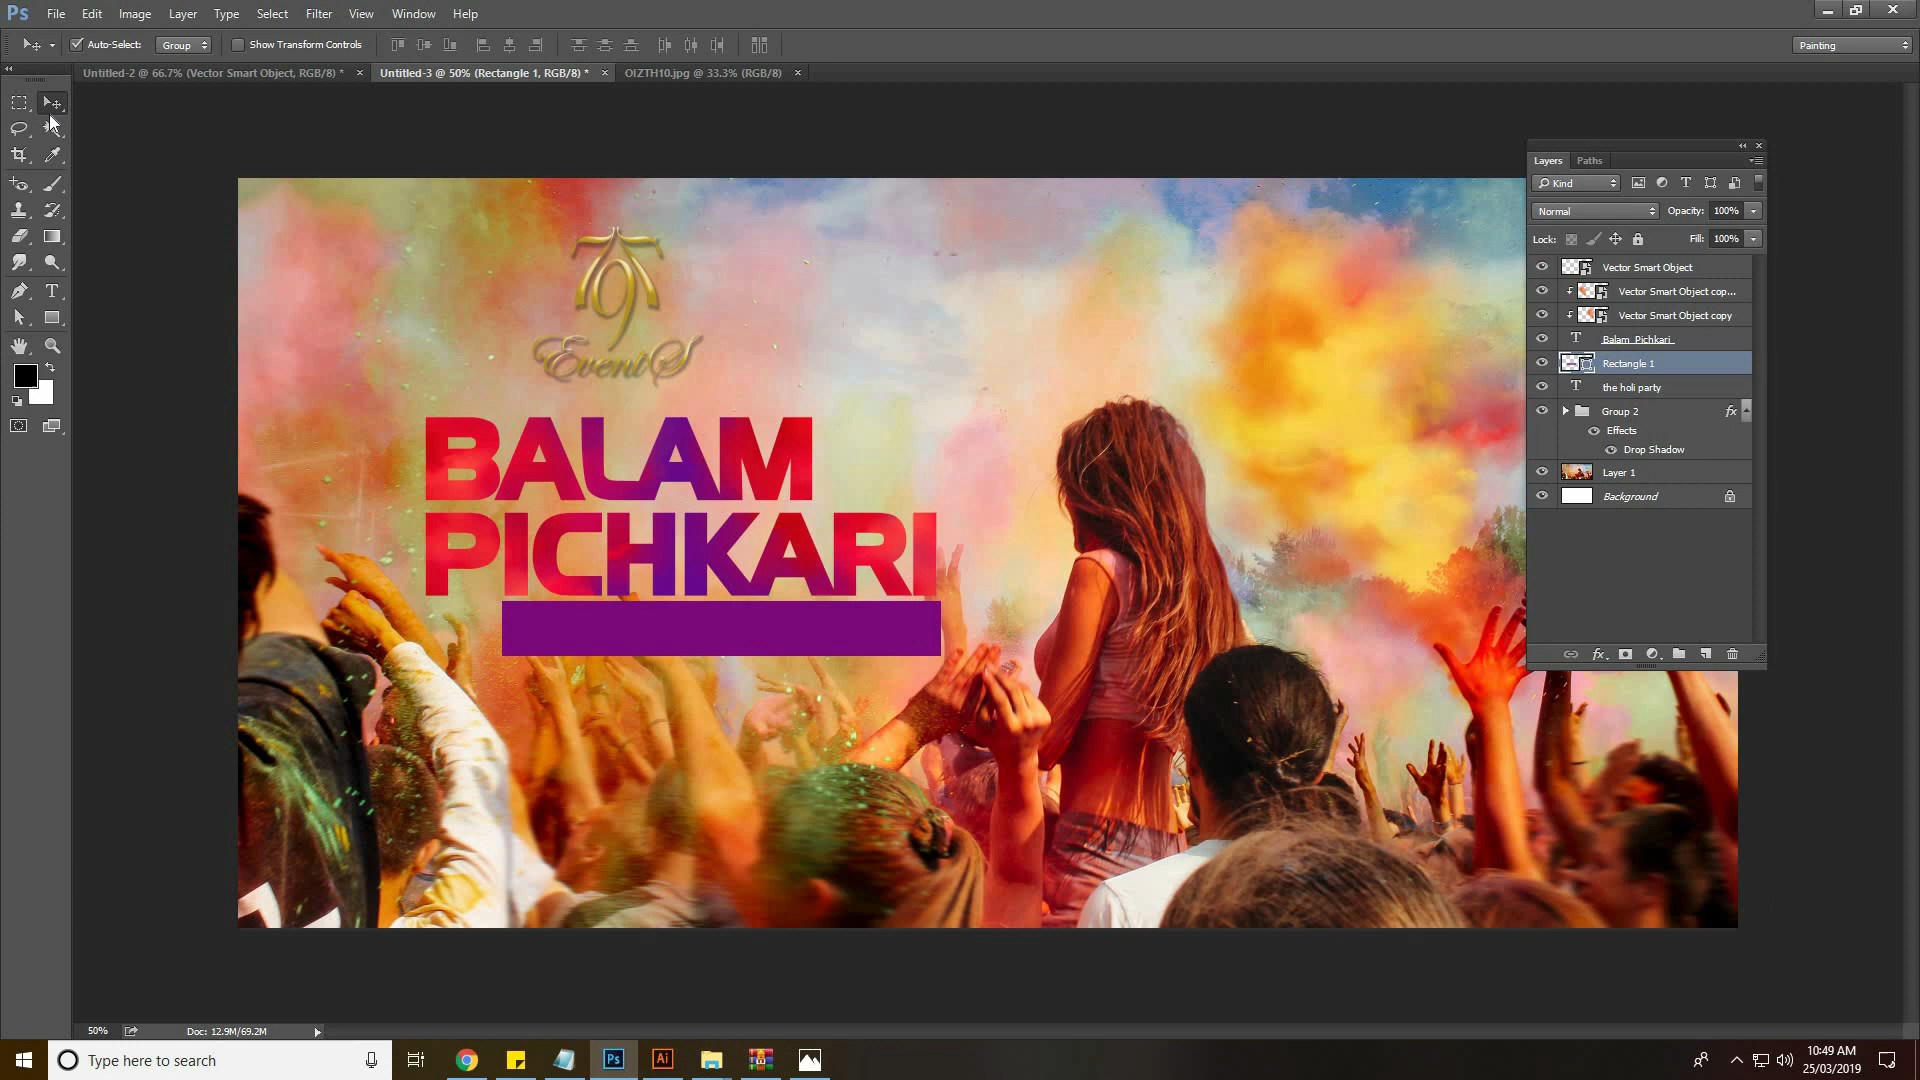 Ps File Edit Image Layer Type Select Filter View Window Help
Auto-Select: Group Show Transform Controls Painting
Untitled-2 @ 66.7% (Vector Smart Object, RGB/8) * × Untitled-3 @ 50% (Rectangle 1, RGB/8) * × OIZTH10.jpg @ 33.3% (RGB/8) ×
Layers Paths
Kind
Normal Opacity: 100%
Lock: Fill: 100%
Vector Smart Object
Vector Smart Object cop...
Vector Smart Object copy
Balam Pichkari
Rectangle 1
the holi party
Group 2 fx
Effects
Drop Shadow
Layer 1
Background
EventS
BALAM
PICHKARI
50% Doc: 12.9M/69.2M
Type here to search
Ps Ai
10:49 AM
25/03/2019